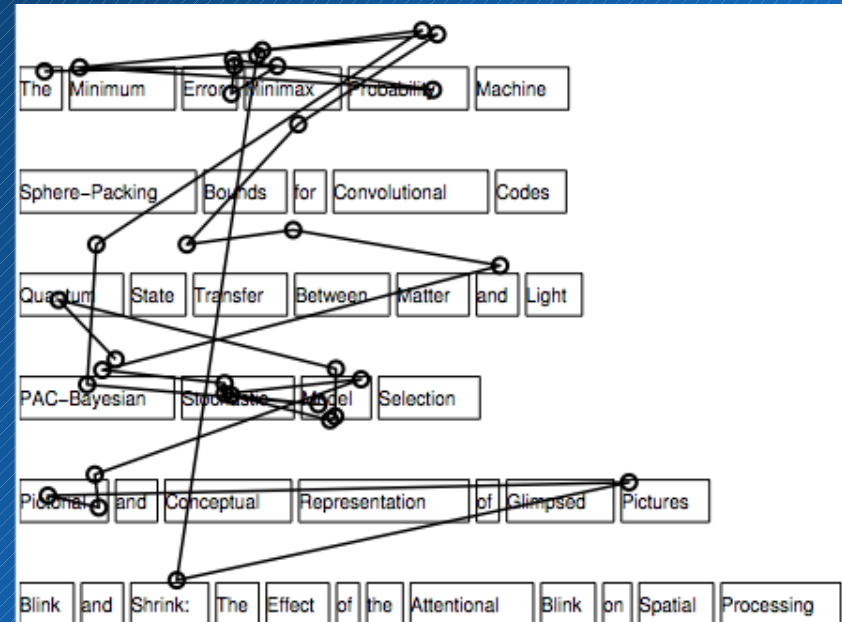 The Minimum Error Minimax Probability Machine
Sphere-Packing Bounds for Convolutional Codes
Quantum State Transfer Between Matter and Light
PAC-Bayesian Stochastic Model Selection
Pictorial and Conceptual Representation of Glimpsed Pictures
Blink and Shrink: The Effect of the Attentional Blink on Spatial Processing